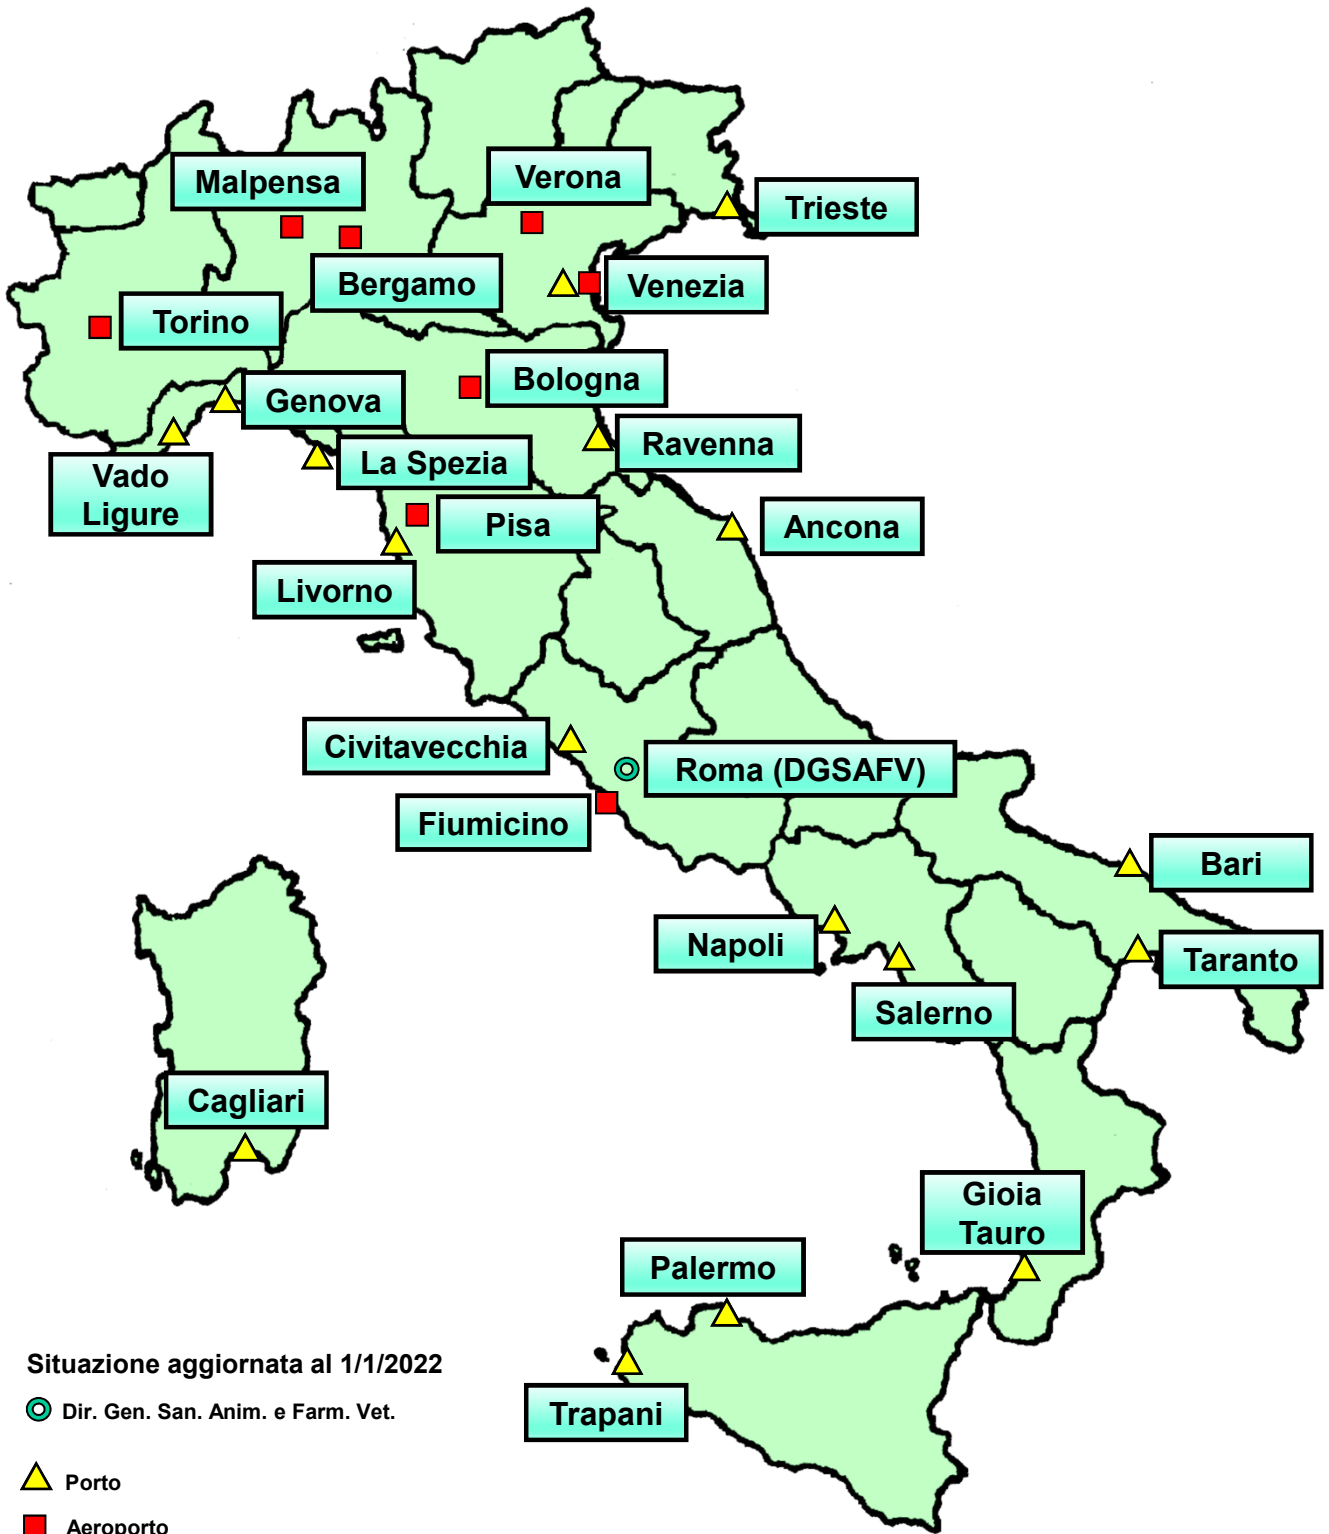 Malpensa
Verona
Trieste
Bergamo
Venezia
Torino
Bologna
Genova
Ravenna
La Spezia
Vado
Ligure
Pisa
Ancona
Livorno
Civitavecchia
Roma (DGSAFV)
Fiumicino
Bari
Napoli
Taranto
Salerno
Cagliari
Gioia
Tauro
Palermo
Trapani
Situazione aggiornata al 1/1/2022
Dir. Gen. San. Anim. e Farm. Vet.
Porto
Aeroporto